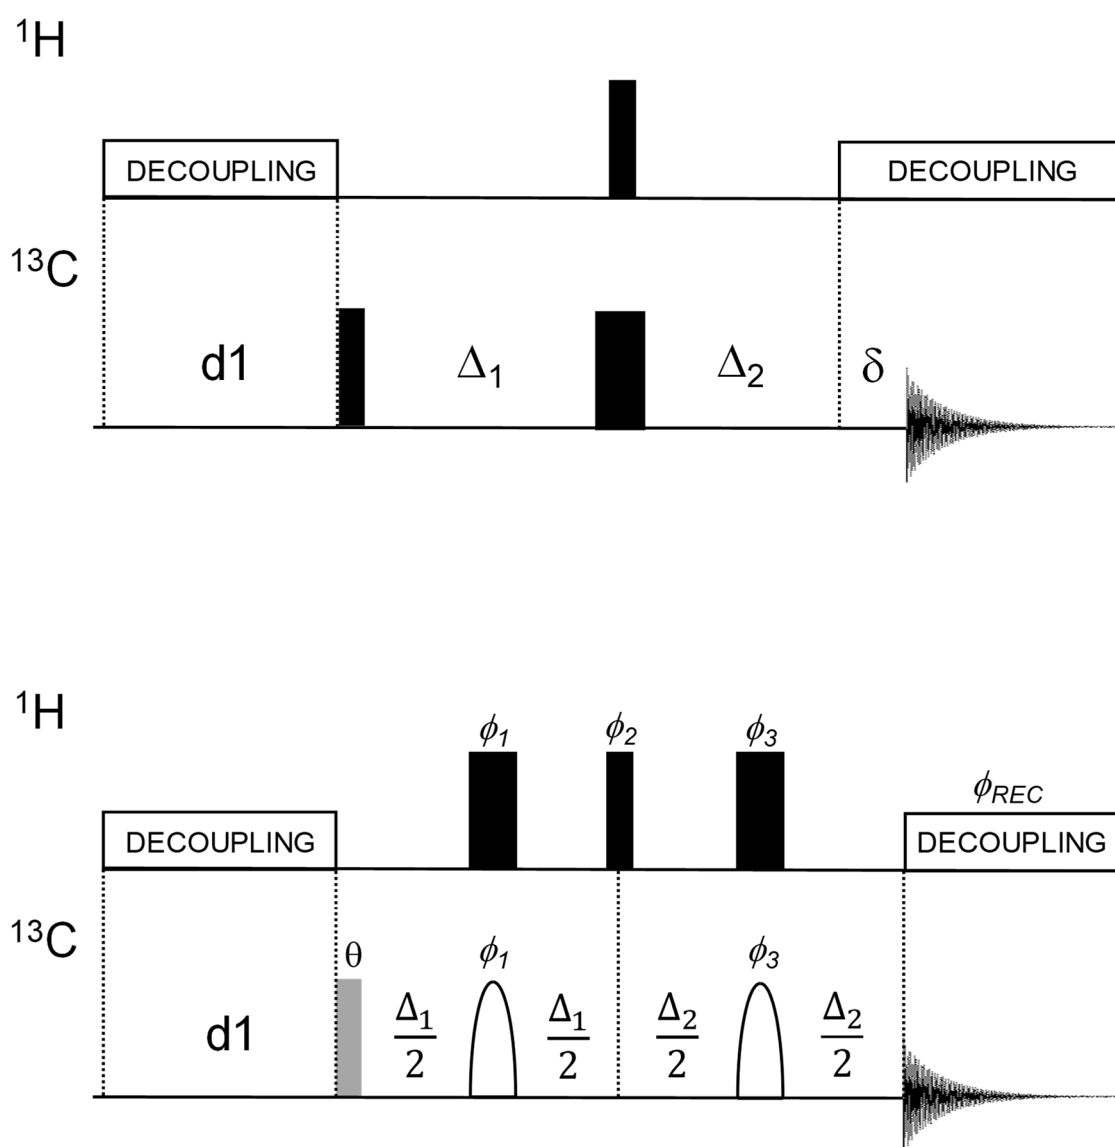 ¹H
DECOUPLING DECOUPLING
¹³C
d1 Δ₁ Δ₂ δ
¹H
ϕ₁ ϕ₂ ϕ₃
ϕREC
DECOUPLING DECOUPLING
¹³C
θ ϕ₁ ϕ₃
d1 Δ₁/2 Δ₁/2 Δ₂/2 Δ₂/2